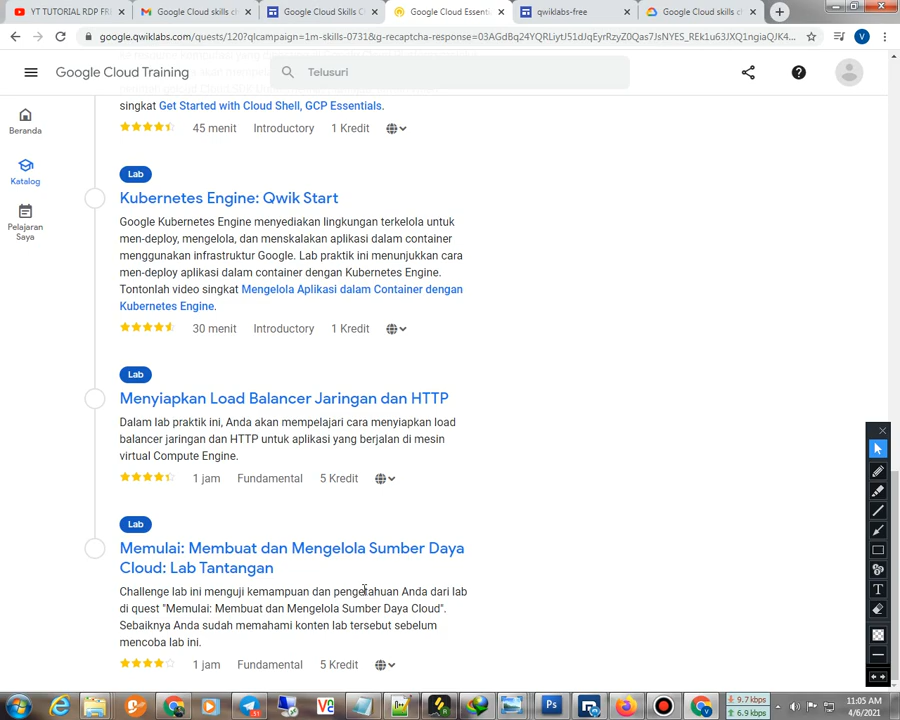 YT TUTORIAL RDP FR
Google Cloud skills ch
Google Cloud Skills C
Google Cloud Essenti
qwiklabs-free
Google Cloud skills ch
google.qwiklabs.com/quests/120?qlcampaign=1m-skills-0731&g-recaptcha-response=03AGdBq24YQRLiytJ51dJqEyrRzyZ0Qas7JsNYES_REk1u63JXQ1ngiaQJK4...
V
Google Cloud Training
Telusuri
Beranda
Katalog
Pelajaran
Saya
singkat Get Started with Cloud Shell, GCP Essentials.
45 menit Introductory 1 Kredit
Lab
Kubernetes Engine: Qwik Start
Google Kubernetes Engine menyediakan lingkungan terkelola untuk
men-deploy, mengelola, dan menskalakan aplikasi dalam container
menggunakan infrastruktur Google. Lab praktik ini menunjukkan cara
men-deploy aplikasi dalam container dengan Kubernetes Engine.
Tontonlah video singkat Mengelola Aplikasi dalam Container dengan
Kubernetes Engine.
30 menit Introductory 1 Kredit
Lab
Menyiapkan Load Balancer Jaringan dan HTTP
Dalam lab praktik ini, Anda akan mempelajari cara menyiapkan load
balancer jaringan dan HTTP untuk aplikasi yang berjalan di mesin
virtual Compute Engine.
1 jam Fundamental 5 Kredit
Lab
Memulai: Membuat dan Mengelola Sumber Daya
Cloud: Lab Tantangan
Challenge lab ini menguji kemampuan dan pengetahuan Anda dari lab
di quest "Memulai: Membuat dan Mengelola Sumber Daya Cloud".
Sebaiknya Anda sudah memahami konten lab tersebut sebelum
mencoba lab ini.
1 jam Fundamental 5 Kredit
T
11
Ps
9.7 kbps
6.9 kbps
11:05 AM
4/6/2021